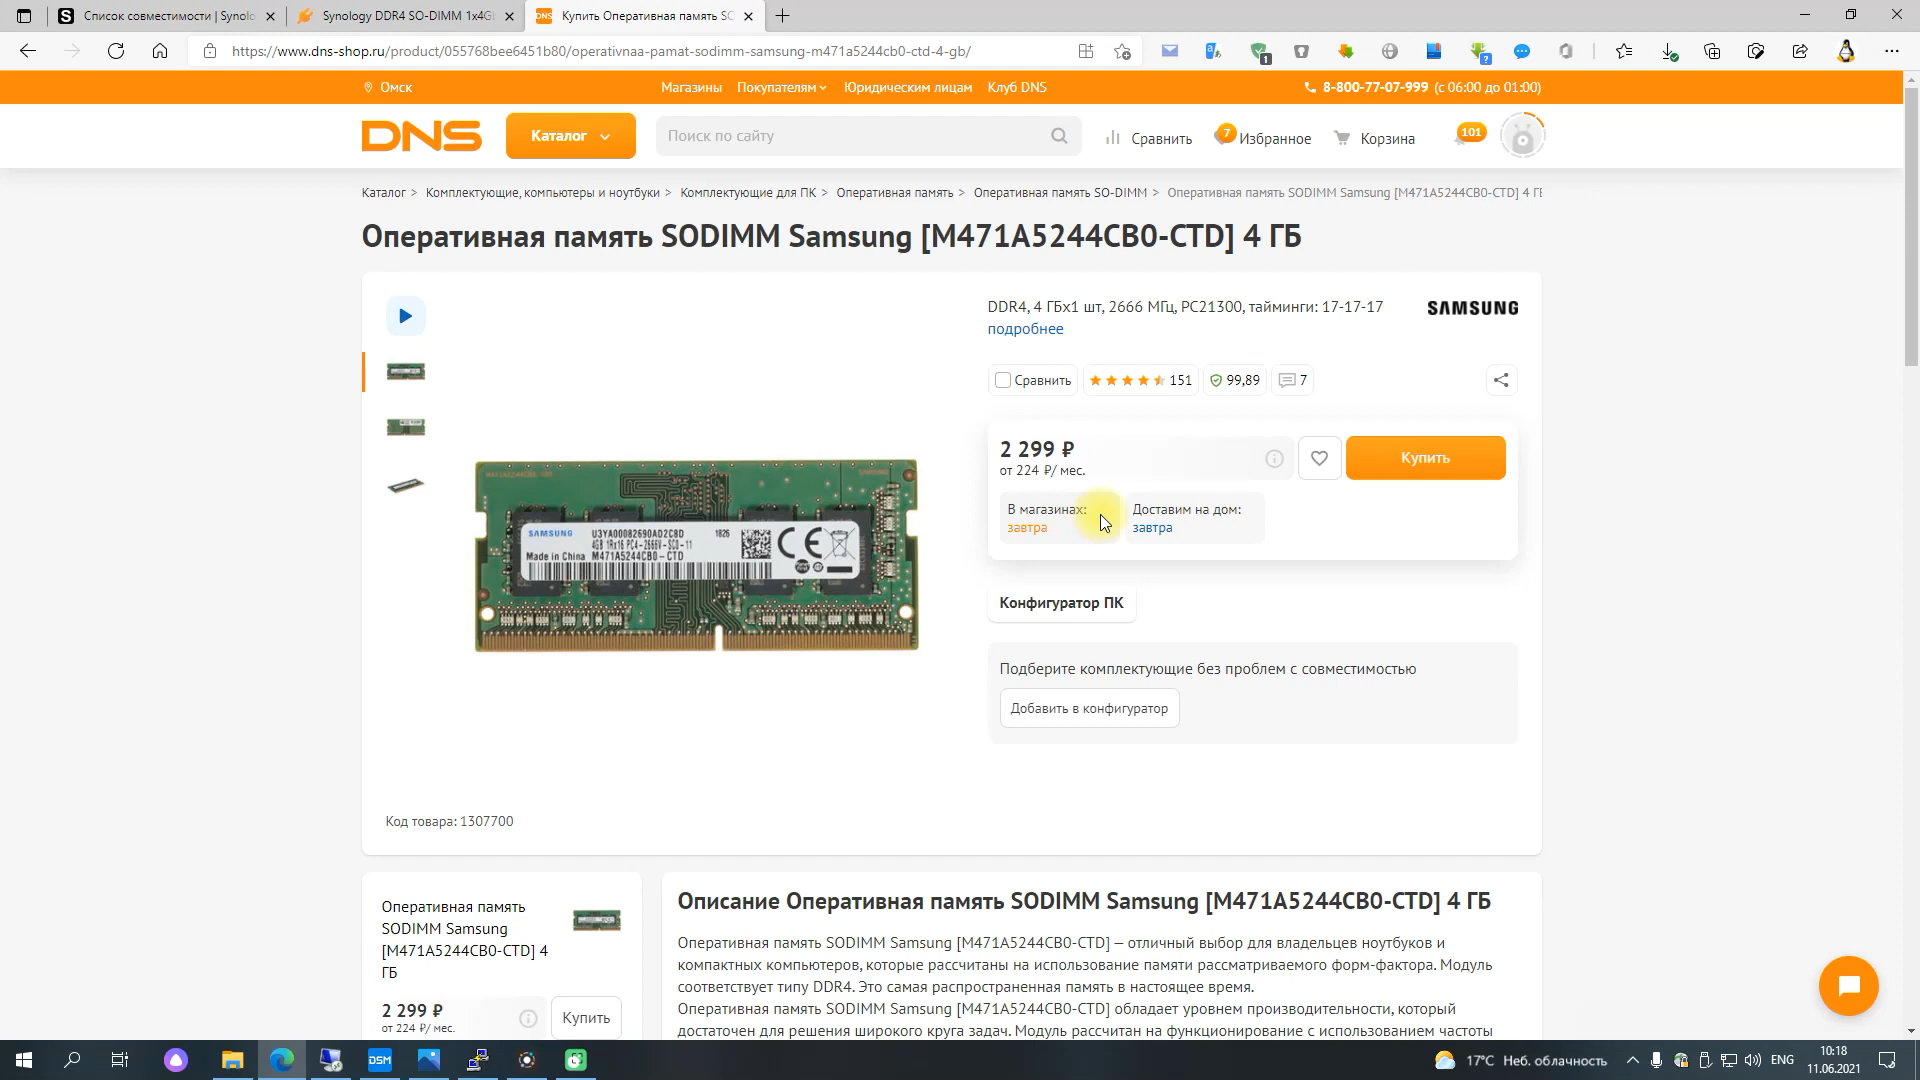 Список совместимости | Synolo
Synology DDR4 SO-DIMM 1x4Gb
Купить Оперативная память SO
https://www.dns-shop.ru/product/055768bee6451b80/operativnaa-pamat-sodimm-samsung-m471a5244cb0-ctd-4-gb/
Омск
Магазины
Покупателям
Юридическим лицам
Клуб DNS
8-800-77-07-999 (с 06:00 до 01:00)
DNS
Каталог
Поиск по сайту
Сравнить
7
Избранное
Корзина
101
Каталог > Комплектующие, компьютеры и ноутбуки > Комплектующие для ПК > Оперативная память > Оперативная память SO-DIMM > Оперативная память SODIMM Samsung [M471A5244CB0-CTD] 4 ГБ
Оперативная память SODIMM Samsung [M471A5244CB0-CTD] 4 ГБ
DDR4, 4 ГБx1 шт, 2666 МГц, PC21300, тайминги: 17-17-17
подробнее
SAMSUNG
Сравнить
151
99,89
7
2 299 ₽
от 224 ₽/ мес.
Купить
В магазинах:
завтра
Доставим на дом:
завтра
SAMSUNG
U3YA00082690AD2C8D
1826
4GB 1Rx16 PC4-2666V-SC0-11
Made in China M471A5244CB0-CTD
Конфигуратор ПК
Подберите комплектующие без проблем с совместимостью
Добавить в конфигуратор
Код товара: 1307700
Оперативная память
SODIMM Samsung
[M471A5244CB0-CTD] 4
ГБ
2 299 ₽
от 224 ₽/ мес.
Купить
Описание Оперативная память SODIMM Samsung [M471A5244CB0-CTD] 4 ГБ
Оперативная память SODIMM Samsung [M471A5244CB0-CTD] – отличный выбор для владельцев ноутбуков и
компактных компьютеров, которые рассчитаны на использование памяти рассматриваемого форм-фактора. Модуль
соответствует типу DDR4. Это самая распространенная память в настоящее время.
Оперативная память SODIMM Samsung [M471A5244CB0-CTD] обладает уровнем производительности, который
достаточен для решения широкого круга задач. Модуль рассчитан на функционирование с использованием частоты
DSM
17°C Неб. облачность
ENG
10:18
11.06.2021